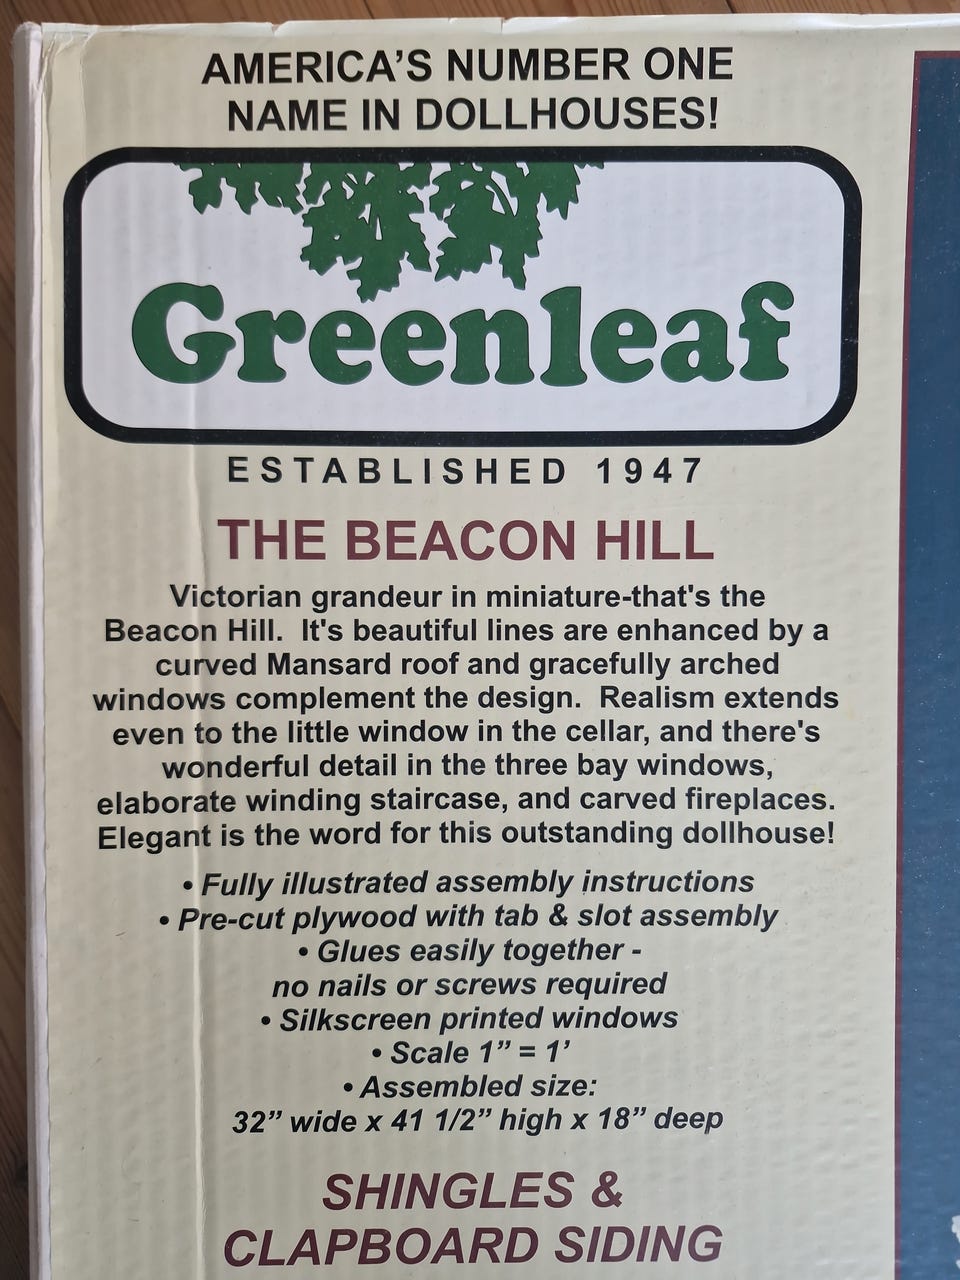 AMERICA'S NUMBER ONE
NAME IN DOLLHOUSES!
Greenleaf
ESTABLISHED 1947
THE BEACON HILL
Victorian grandeur in miniature-that's the
Beacon Hill. It's beautiful lines are enhanced by a
curved Mansard roof and gracefully arched
windows complement the design. Realism extends
even to the little window in the cellar, and there's
wonderful detail in the three bay windows,
elaborate winding staircase, and carved fireplaces.
Elegant is the word for this outstanding dollhouse!
• Fully illustrated assembly instructions
• Pre-cut plywood with tab & slot assembly
• Glues easily together -
no nails or screws required
• Silkscreen printed windows
• Scale 1” = 1’
• Assembled size:
32” wide x 41 1/2” high x 18” deep
SHINGLES &
CLAPBOARD SIDING